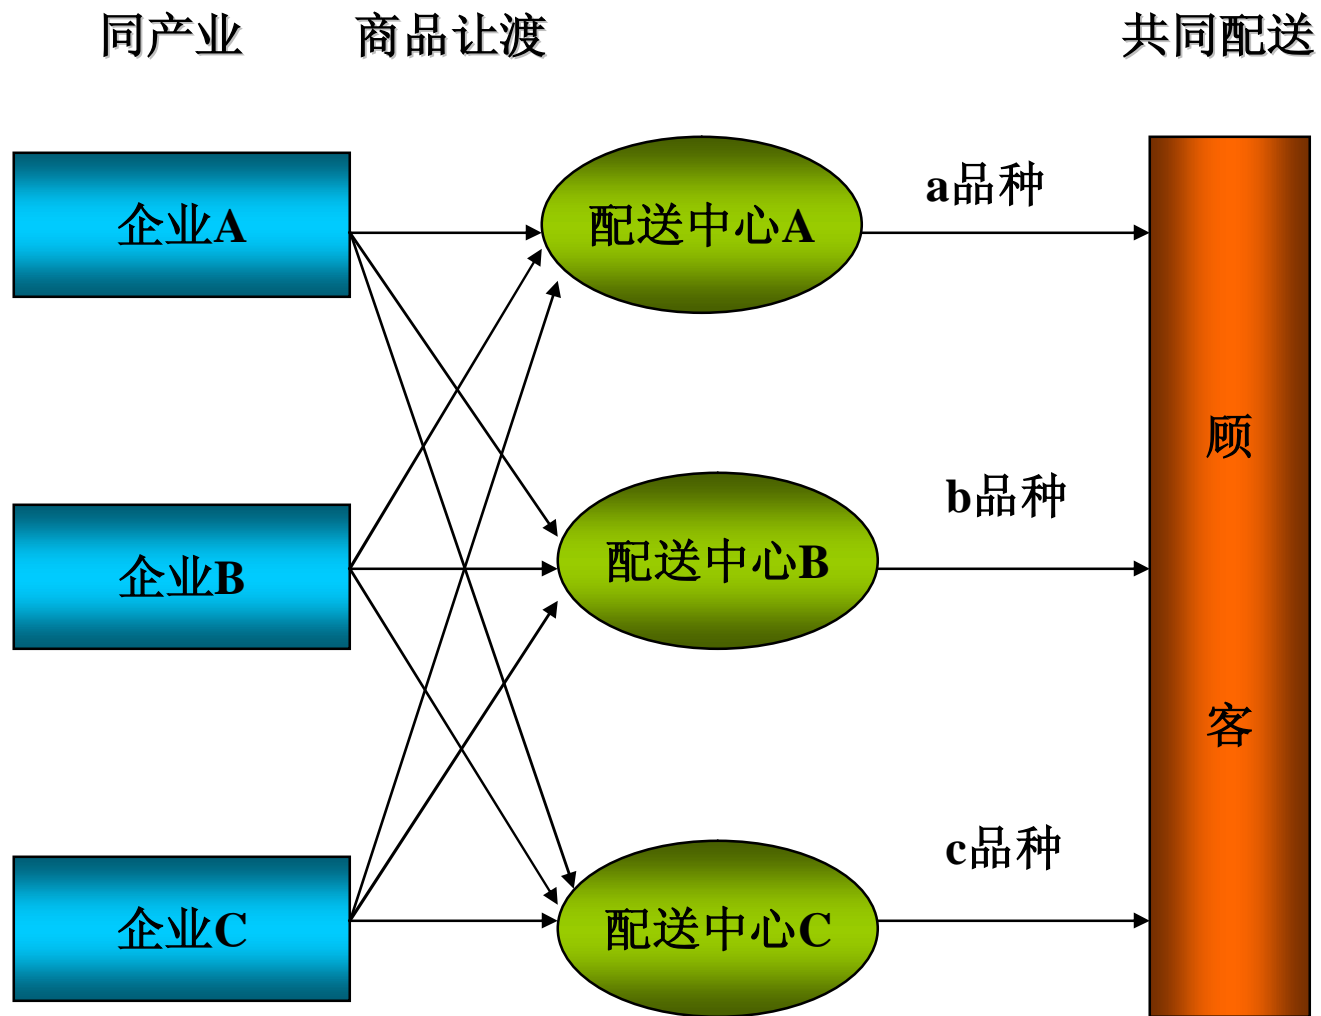 同产业 商品让渡 共同配送
企业A
配送中心A
a品种
企业B
配送中心B
b品种
企业C
配送中心C
c品种
顾
客